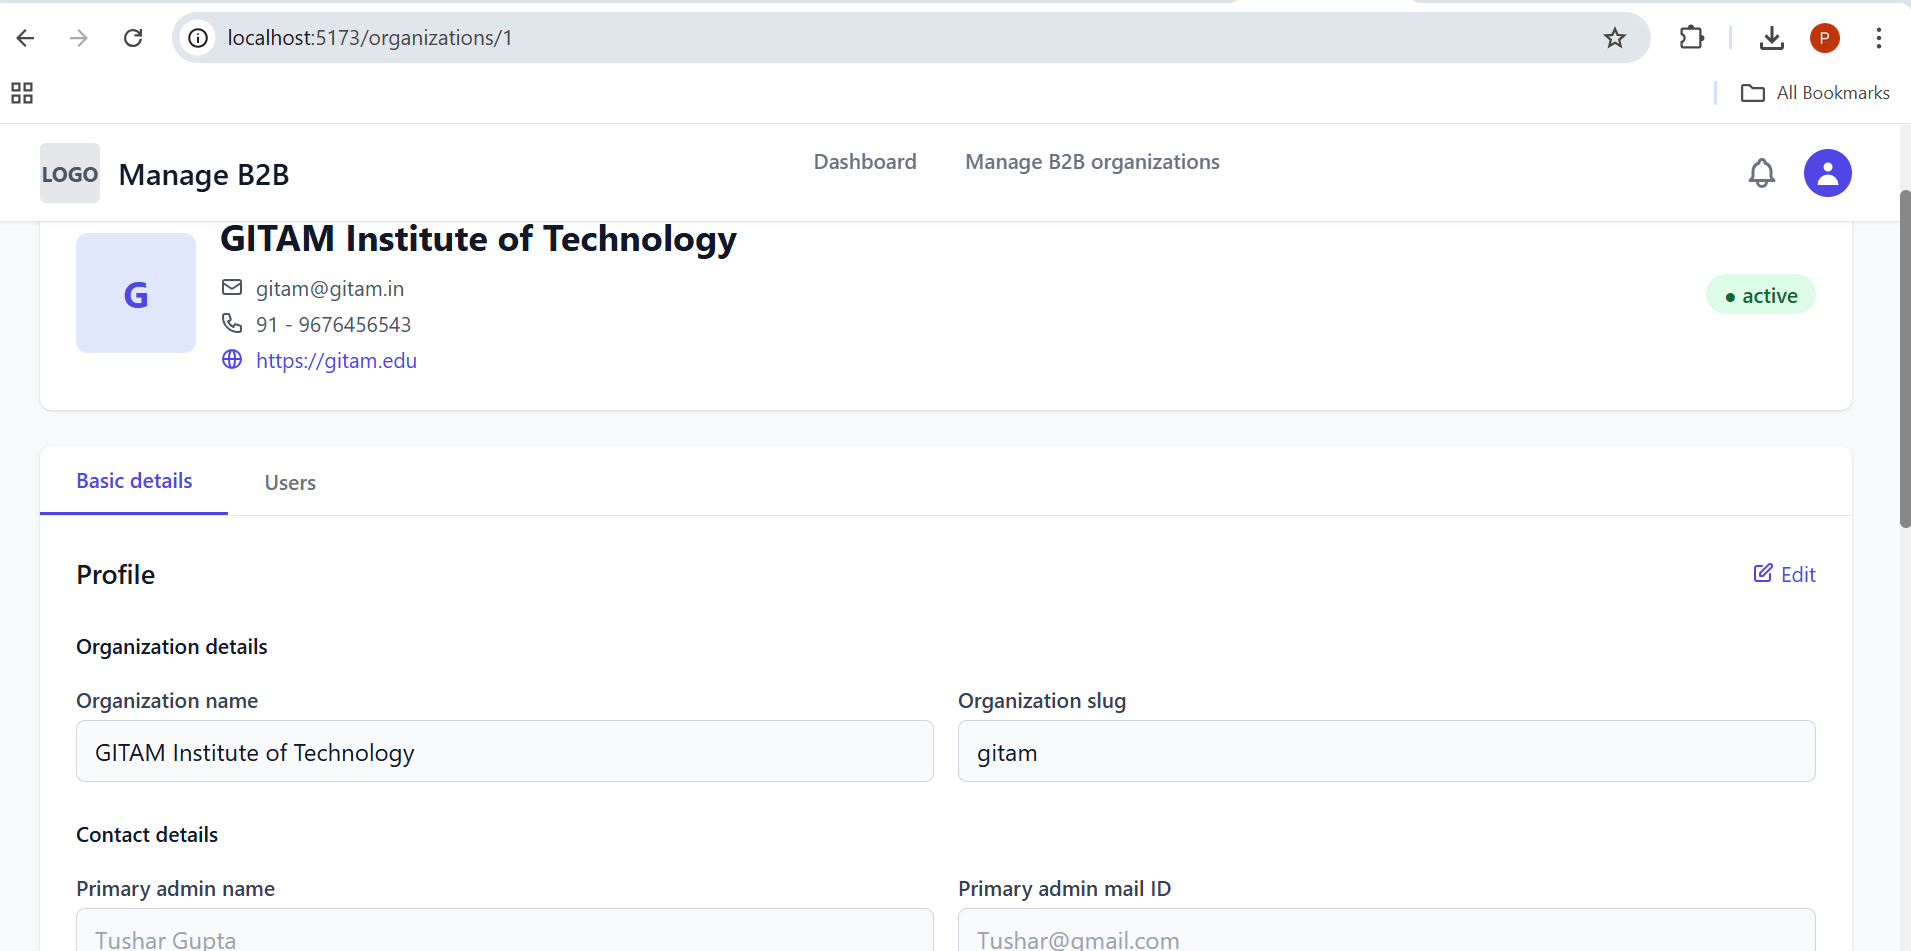 localhost:5173/organizations/1
P
All Bookmarks
LOGO
Manage B2B
Dashboard
Manage B2B organizations
G
GITAM Institute of Technology
gitam@gitam.in
91 - 9676456543
https://gitam.edu
● active
Basic details
Users
Profile
Edit
Organization details
Organization name
Organization slug
GITAM Institute of Technology
gitam
Contact details
Primary admin name
Primary admin mail ID
Tushar Gupta
Tushar@gmail.com